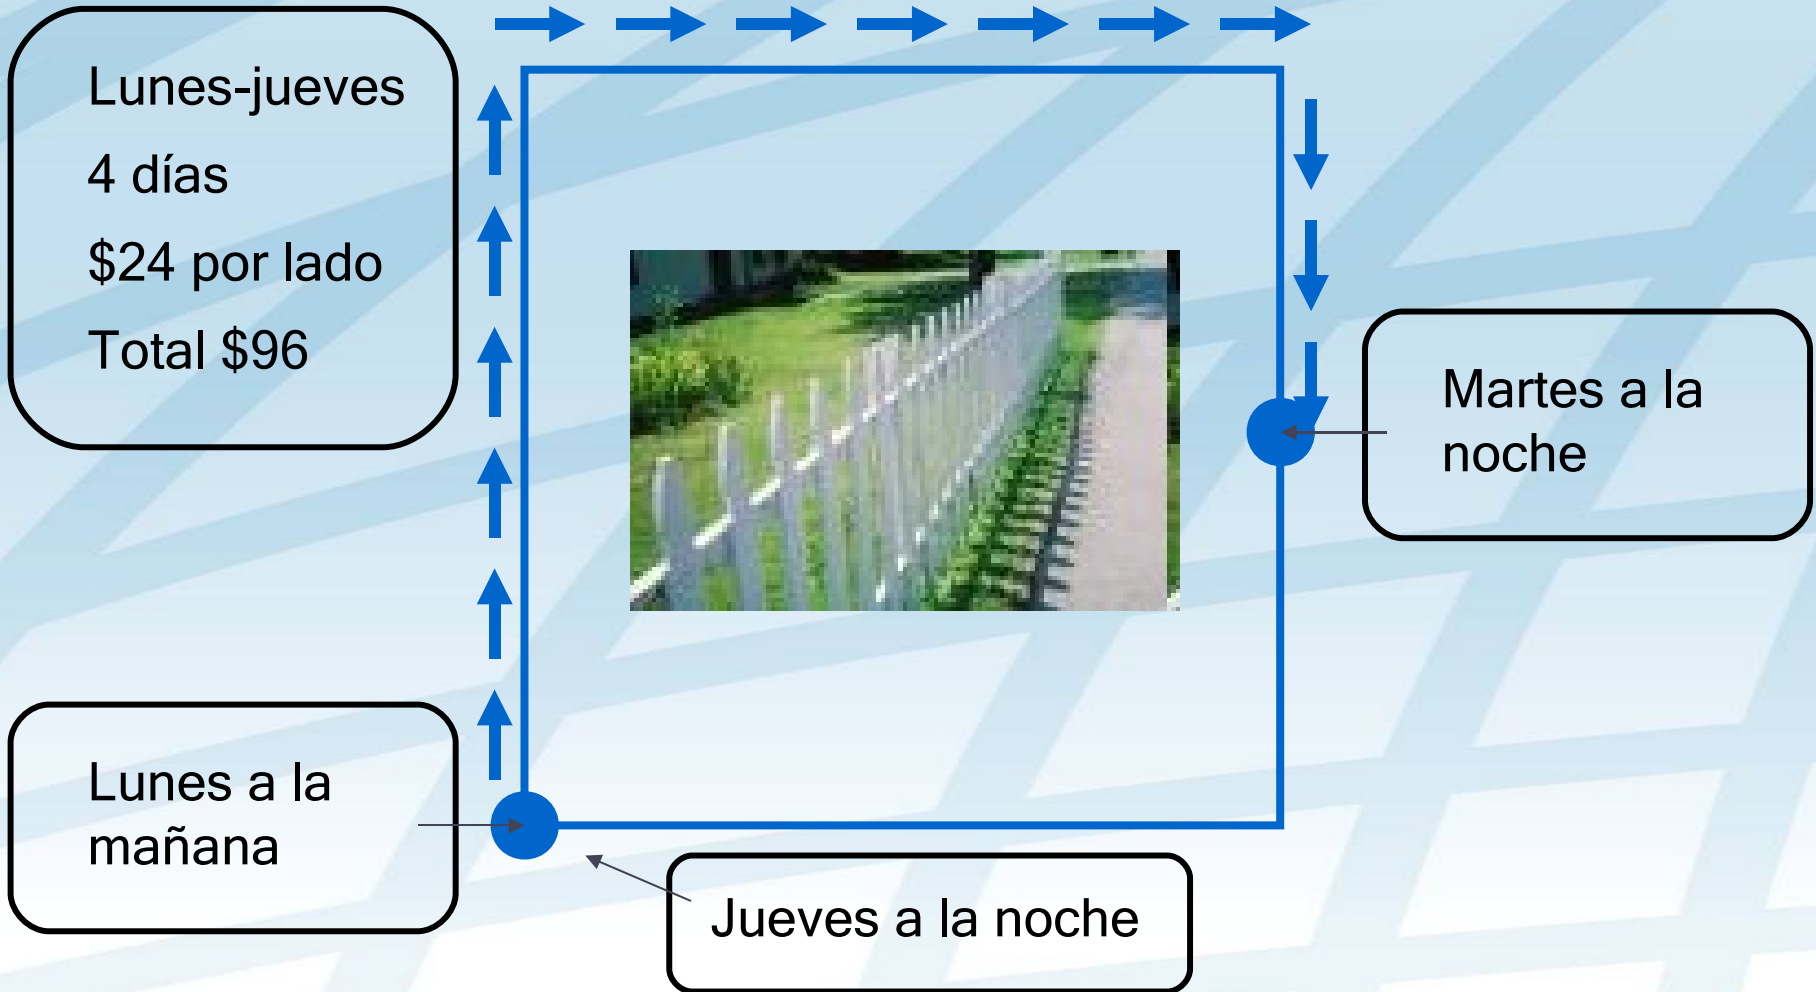 Lunes-jueves
4 días
$24 por lado
Total $96
Martes a la
noche
Lunes a la
mañana
Jueves a la noche